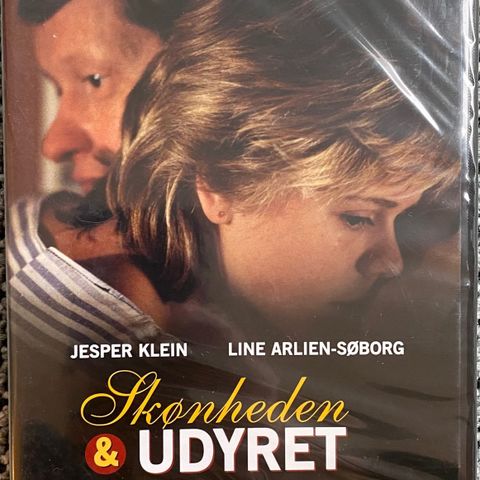 JESPER KLEIN LINE ARLIEN-SØBORG
Skønheden
& UDYRET